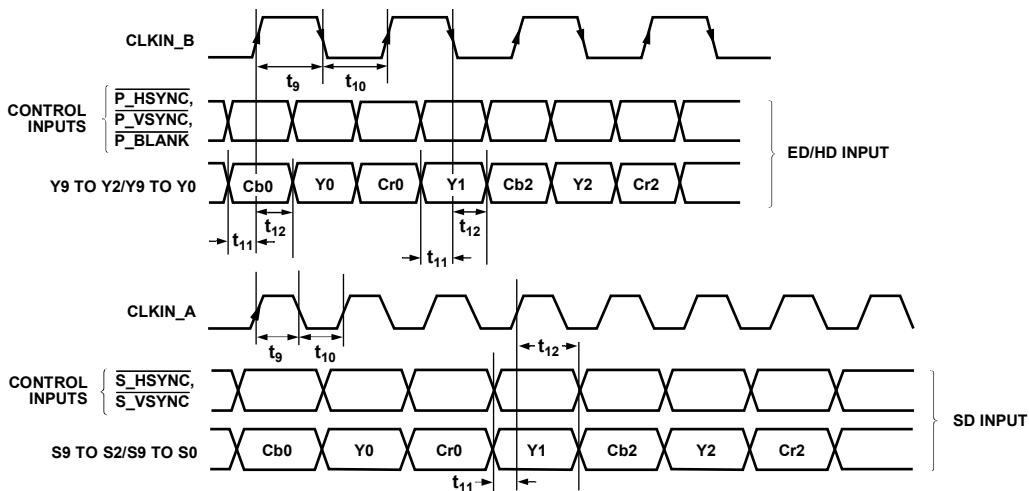 CLKIN_B
t9 t10
CONTROL
INPUTS
P_HSYNC,
P_VSYNC,
P_BLANK
Y9 TO Y2/Y9 TO Y0
Cb0 Y0 Cr0 Y1 Cb2 Y2 Cr2
t12 t12
t11 t11
ED/HD INPUT
CLKIN_A
t9 t10 t12
CONTROL
INPUTS
S_HSYNC,
S_VSYNC
S9 TO S2/S9 TO S0
Cb0 Y0 Cr0 Y1 Cb2 Y2 Cr2
t11
SD INPUT